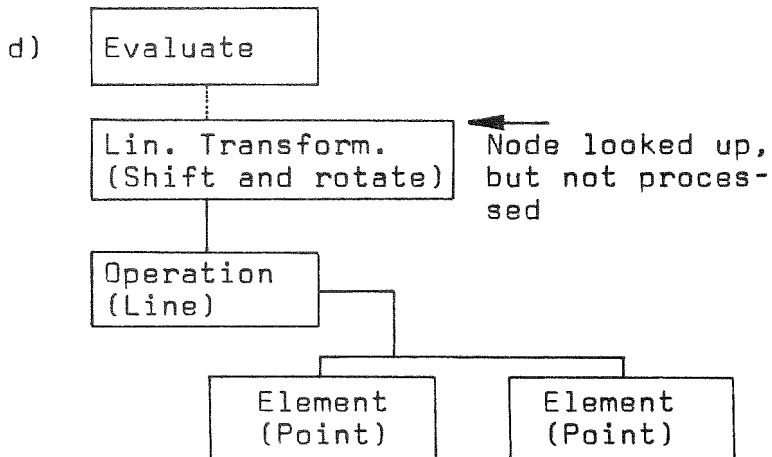 d) Evaluate
Lin. Transform.
(Shift and rotate)
Node looked up,
but not proces-
sed
Operation
(Line)
Element
(Point)
Element
(Point)